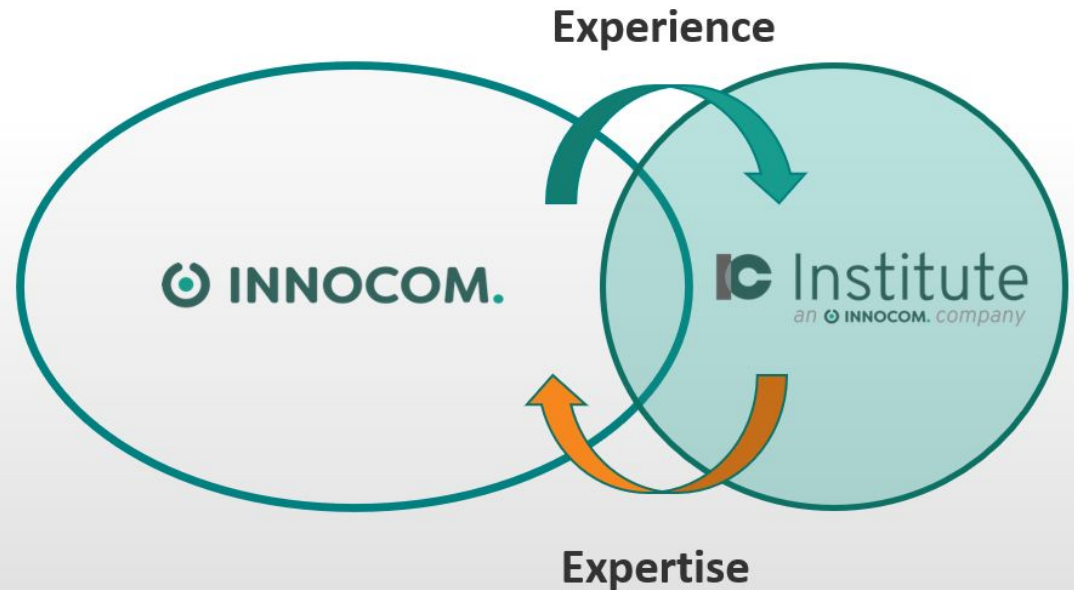 Experience
INNOCOM.
IC Institute
an INNOCOM. company
Expertise